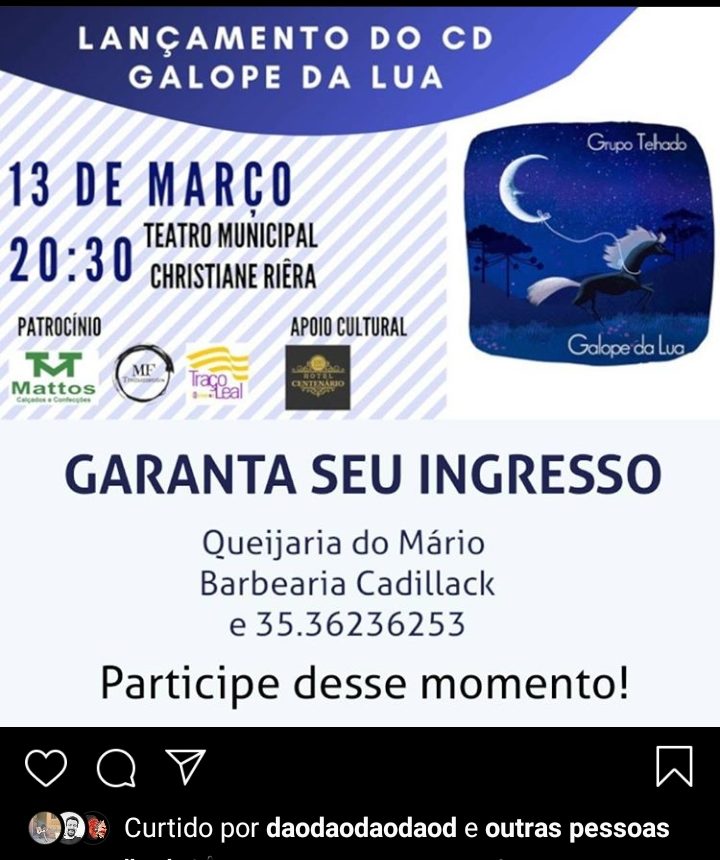 LANÇAMENTO DO CD
GALOPE DA LUA
13 DE MARÇO
20:30
TEATRO MUNICIPAL
CHRISTIANE RIÊRA
Grupo Telhado
Galope da Lua
PATROCÍNIO
APOIO CULTURAL
Mattos
Calçados e Confecções
MF
Traço
Leal
HOTEL
CENTENÁRIO
GARANTA SEU INGRESSO
Queijaria do Mário
Barbearia Cadillack
e 35.36236253
Participe desse momento!
Curtido por daodaodaodaod e outras pessoas